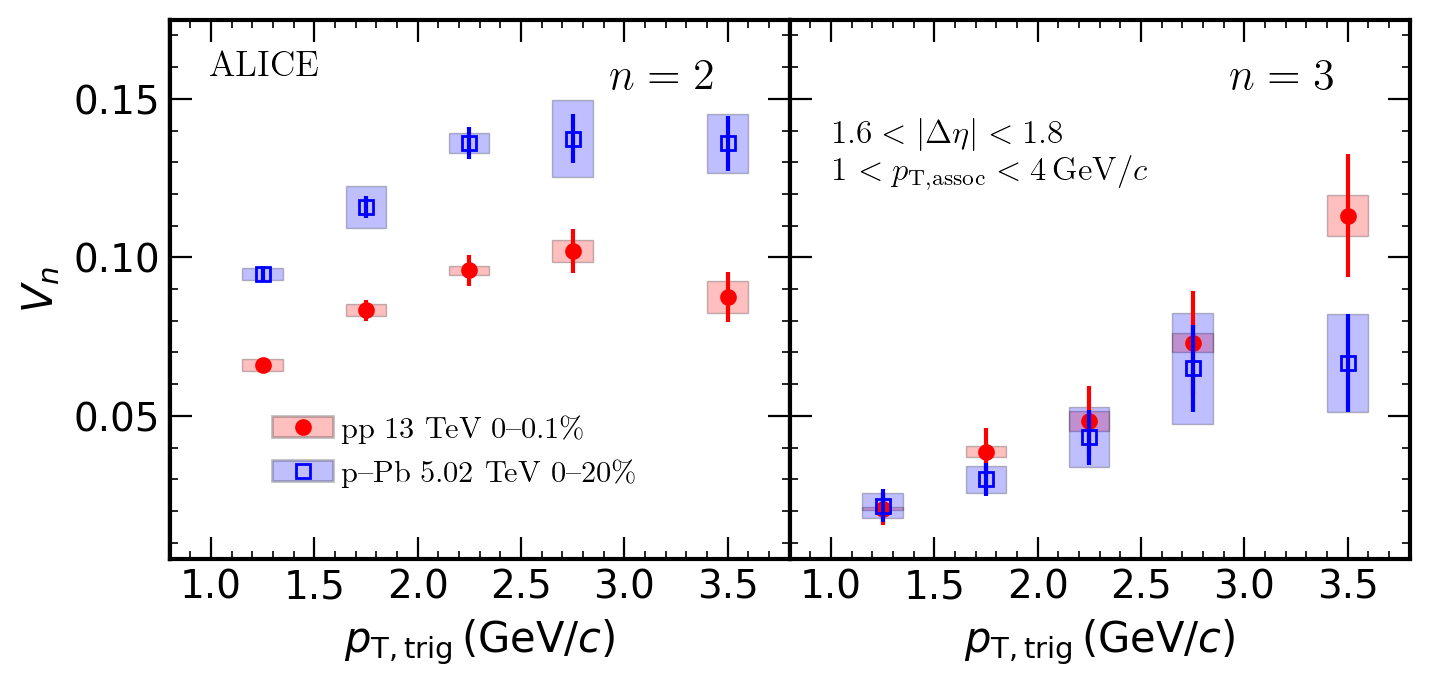 ALICE
n = 2
n = 3
1.6 < |Δη| < 1.8
1 < p_T,assoc < 4 GeV/c
0.15
0.10
0.05
V_n
pp 13 TeV 0–0.1%
p–Pb 5.02 TeV 0–20%
1.0 1.5 2.0 2.5 3.0 3.5
1.0 1.5 2.0 2.5 3.0 3.5
p_T,trig (GeV/c)
p_T,trig (GeV/c)